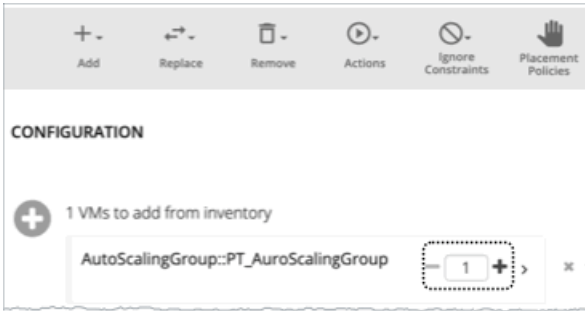 Add Replace Remove Actions Ignore Constraints Placement Policies
CONFIGURATION
1 VMs to add from inventory
AutoScalingGroup::PT_AuroScalingGroup 1